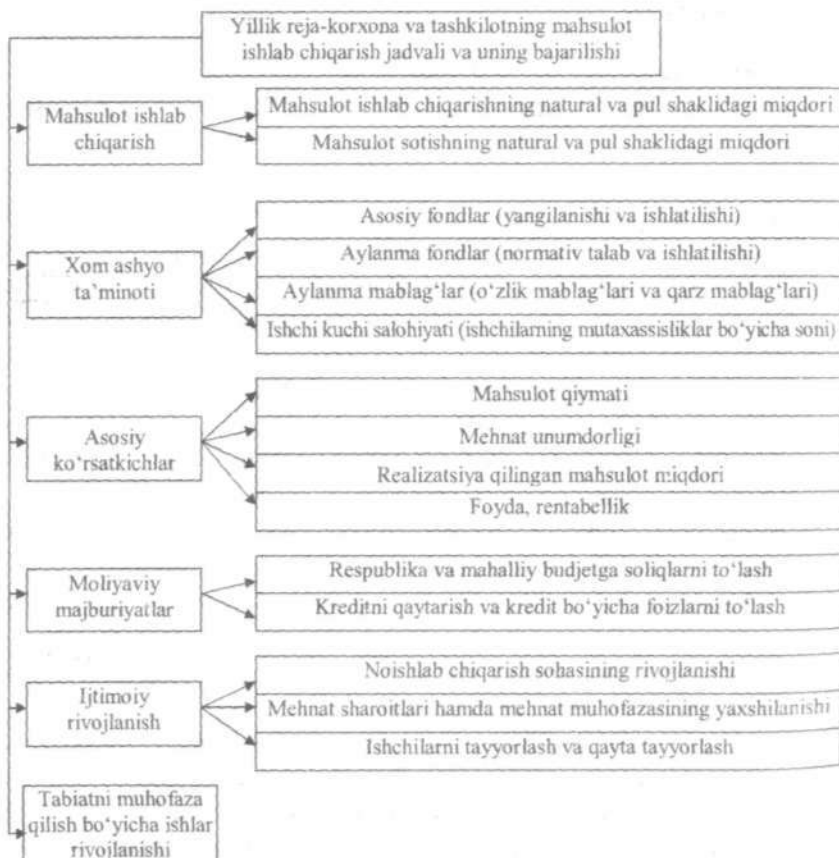 Yillik reja-korxona va tashkilotning mahsulot
ishlab chiqarish jadvali va uning bajarilishi
Mahsulot ishlab
chiqarish
Mahsulot ishlab chiqarishning natural va pul shaklidagi miqdori
Mahsulot sotishning natural va pul shaklidagi miqdori
Xom ashyo
ta`minoti
Asosiy fondlar (yangilanishi va ishlatilishi)
Aylanma fondlar (normativ talab va ishlatilishi)
Aylanma mablag‘lar (o‘zlik mablag‘lari va qarz mablag‘lari)
Ishchi kuchi salohiyati (ishchilarning mutaxassisliklar bo‘yicha soni)
Asosiy
ko‘rsatkichlar
Mahsulot qiymati
Mehnat unumdorligi
Realizatsiya qilingan mahsulot miqdori
Foyda, rentabellik
Moliyaviy
majburiyatlar
Respublika va mahalliy budjetga soliqlarni to‘lash
Kreditni qaytarish va kredit bo‘yicha foizlarni to‘lash
Ijtimoiy
rivojlanish
Noishlab chiqarish sohasining rivojlanishi
Mehnat sharoitlari hamda mehnat muhofazasining yaxshilanishi
Ishchilarni tayyorlash va qayta tayyorlash
Tabiatni muhofaza
qilish bo‘yicha ishlar
rivojlanishi